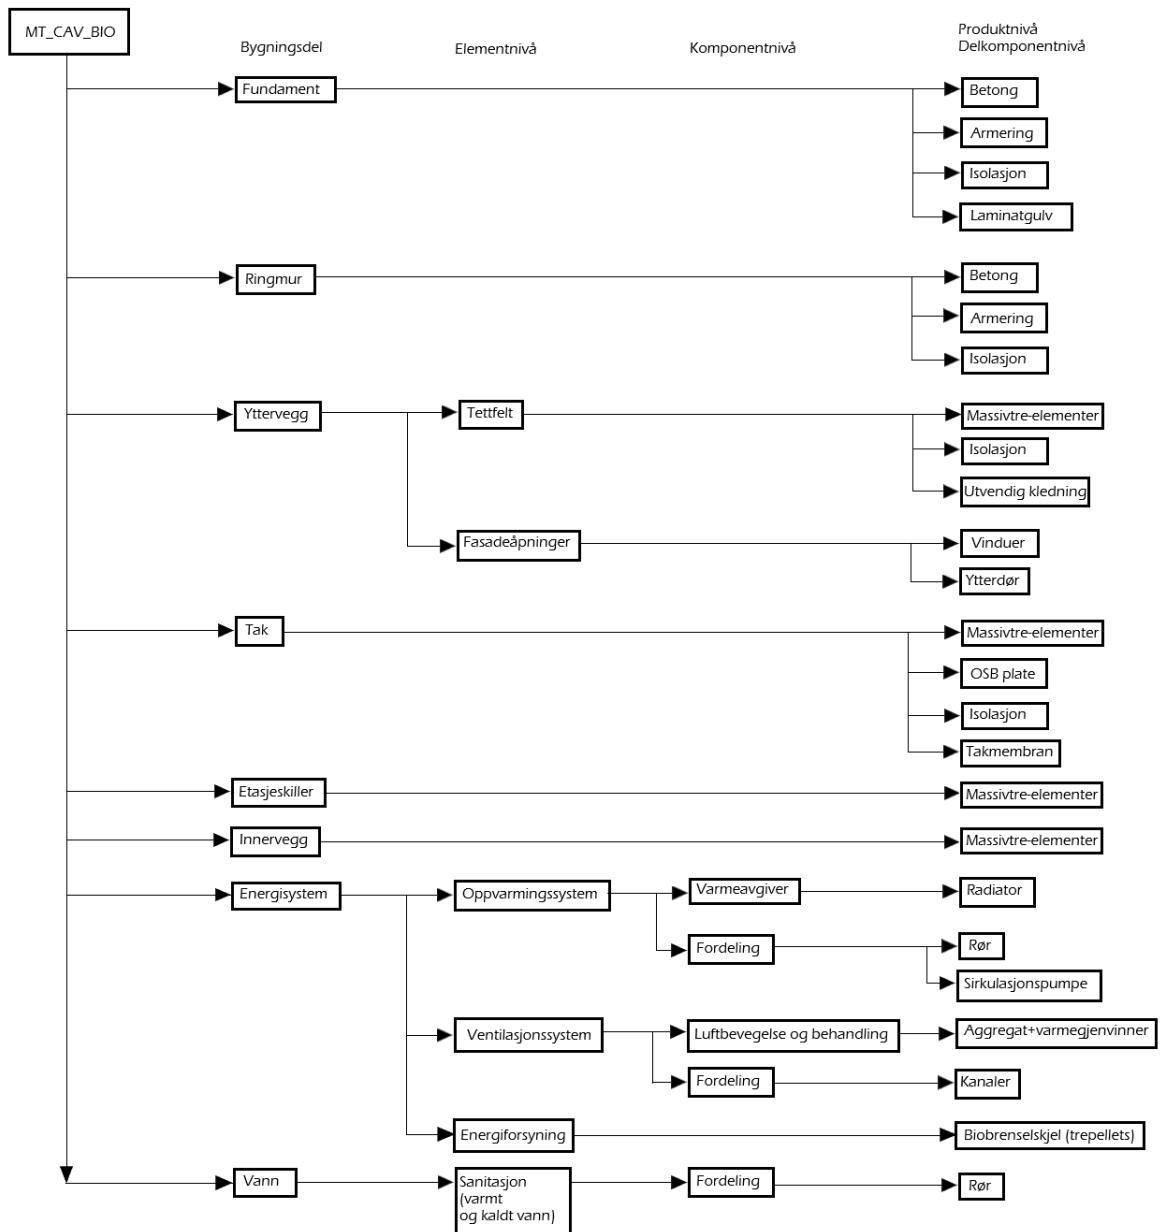 MT_CAV_BIO
Bygningsdel
Elementnivå
Komponentnivå
Produktnivå
Delkomponentnivå
Fundament
Betong
Armering
Isolasjon
Laminatgulv
Ringmur
Betong
Armering
Isolasjon
Yttervegg
Tettfelt
Massivtre-elementer
Isolasjon
Utvendig kledning
Fasadeåpninger
Vinduer
Ytterdør
Tak
Massivtre-elementer
OSB plate
Isolasjon
Takmembran
Etasjeskiller
Massivtre-elementer
Innervegg
Massivtre-elementer
Energisystem
Oppvarmingssystem
Varmeavgiver
Radiator
Fordeling
Rør
Sirkulasjonspumpe
Ventilasjonssystem
Luftbevegelse og behandling
Aggregat+varmegjenvinner
Fordeling
Kanaler
Energiforsyning
Biobrenselskjel (trepellets)
Vann
Sanitasjon
(varmt
og kaldt vann)
Fordeling
Rør